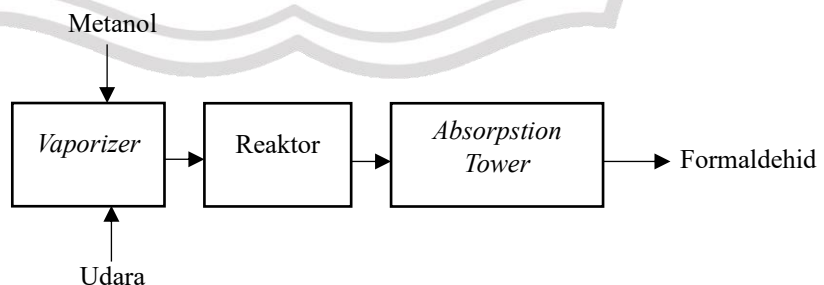 Metanol
Vaporizer
Reaktor
Absorpstion
Tower
Formaldehid
Udara